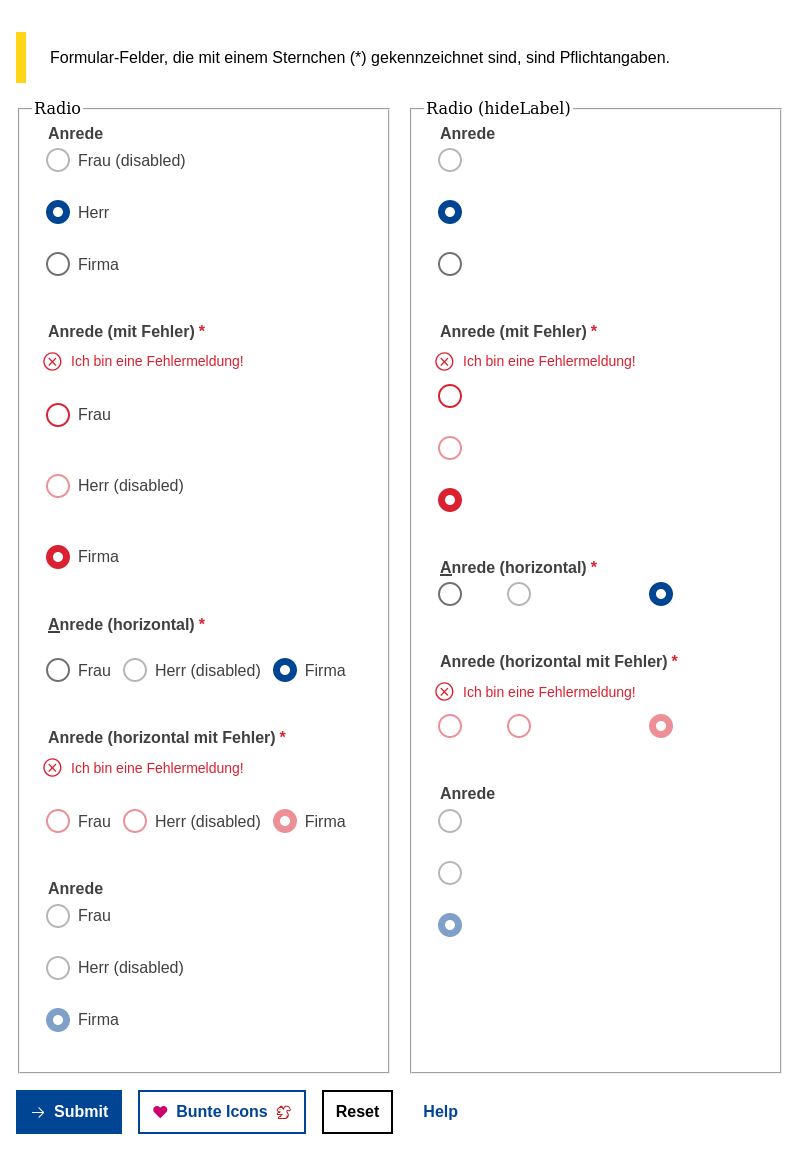 Formular-Felder, die mit einem Sternchen (*) gekennzeichnet sind, sind Pflichtangaben.
Radio
Anrede
Frau (disabled)
Herr
Firma
Anrede (mit Fehler) *
Ich bin eine Fehlermeldung!
Frau
Herr (disabled)
Firma
Anrede (horizontal) *
Frau Herr (disabled) Firma
Anrede (horizontal mit Fehler) *
Ich bin eine Fehlermeldung!
Frau Herr (disabled) Firma
Anrede
Frau
Herr (disabled)
Firma
Radio (hideLabel)
Anrede
Anrede (mit Fehler) *
Ich bin eine Fehlermeldung!
Anrede (horizontal) *
Anrede (horizontal mit Fehler) *
Ich bin eine Fehlermeldung!
Anrede
Submit Bunte Icons Reset Help